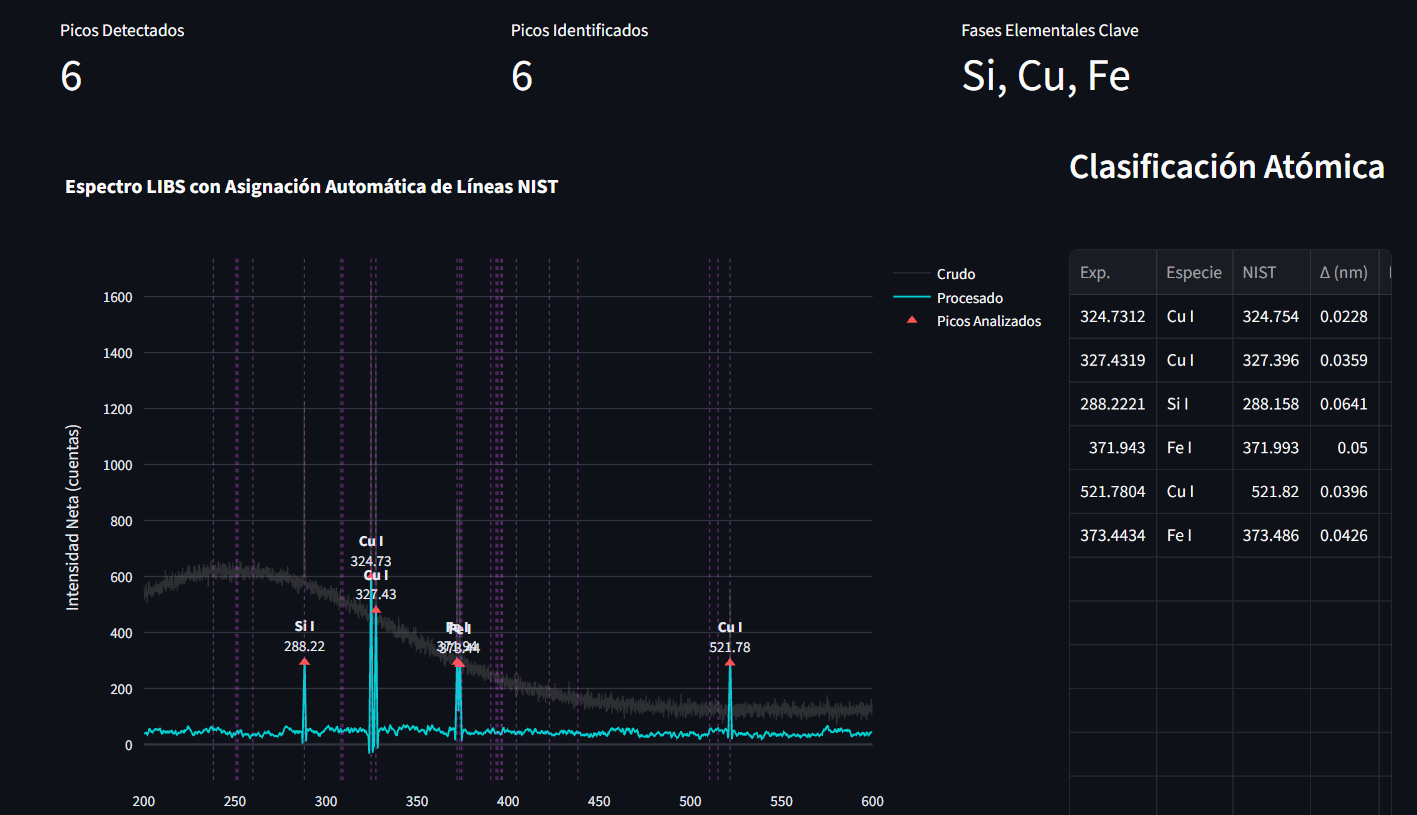 Picos Detectados
6
Picos Identificados
6
Fases Elementales Clave
Si, Cu, Fe
Espectro LIBS con Asignación Automática de Líneas NIST
Intensidad Neta (cuentas)
1600
1400
1200
1000
800
600
400
200
0
200
250
300
350
400
450
500
550
600
Si I
288.22
Cu I
324.73
Cu I
327.43
Fe I
373.44
Cu I
521.78
Crudo
Procesado
Picos Analizados
Clasificación Atómica
Exp. Especie NIST Δ (nm)
324.7312 Cu I 324.754 0.0228
327.4319 Cu I 327.396 0.0359
288.2221 Si I 288.158 0.0641
371.943 Fe I 371.993 0.05
521.7804 Cu I 521.82 0.0396
373.4434 Fe I 373.486 0.0426